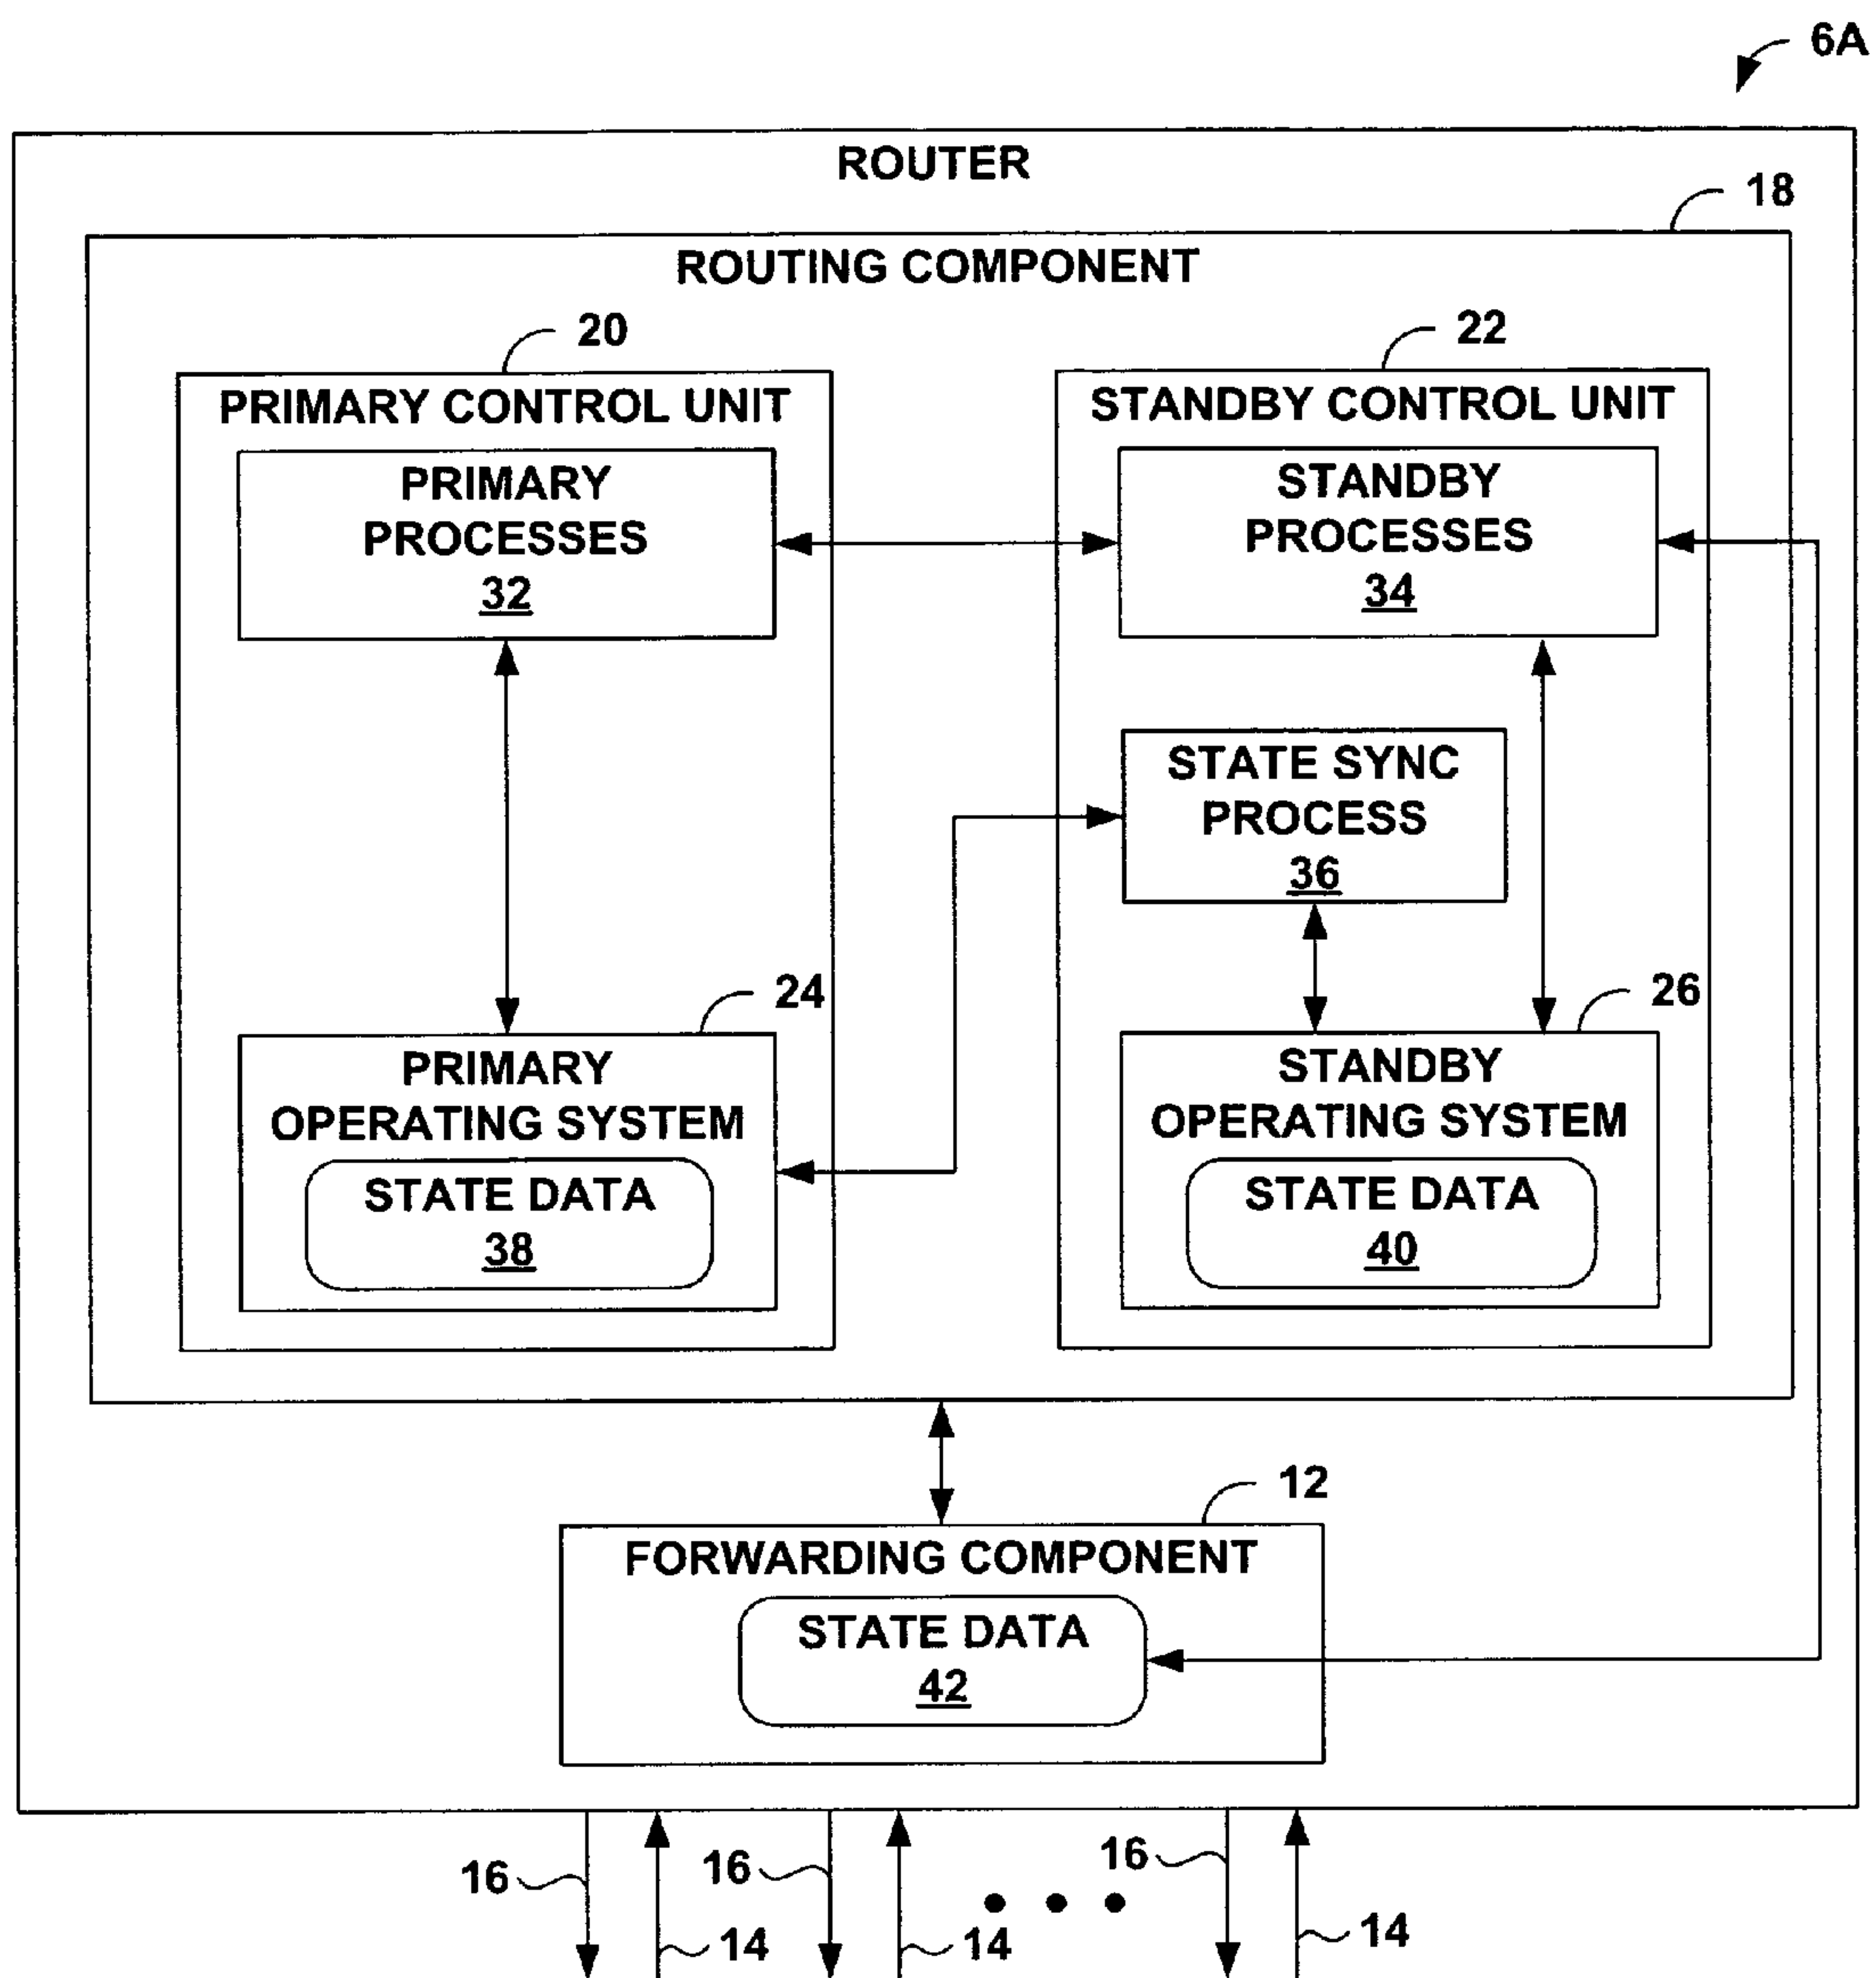 6A
ROUTER
18
ROUTING COMPONENT
20
22
PRIMARY CONTROL UNIT
STANDBY CONTROL UNIT
PRIMARY
PROCESSES
32
STANDBY
PROCESSES
34
STATE SYNC
PROCESS
36
24
26
PRIMARY
OPERATING SYSTEM
STATE DATA
38
STANDBY
OPERATING SYSTEM
STATE DATA
40
12
FORWARDING COMPONENT
STATE DATA
42
16
16
16
14
14
14